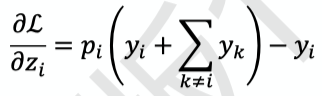 ∂ℒ/∂z_i = p_i ( y_i + ∑_{k≠i} y_k ) − y_i